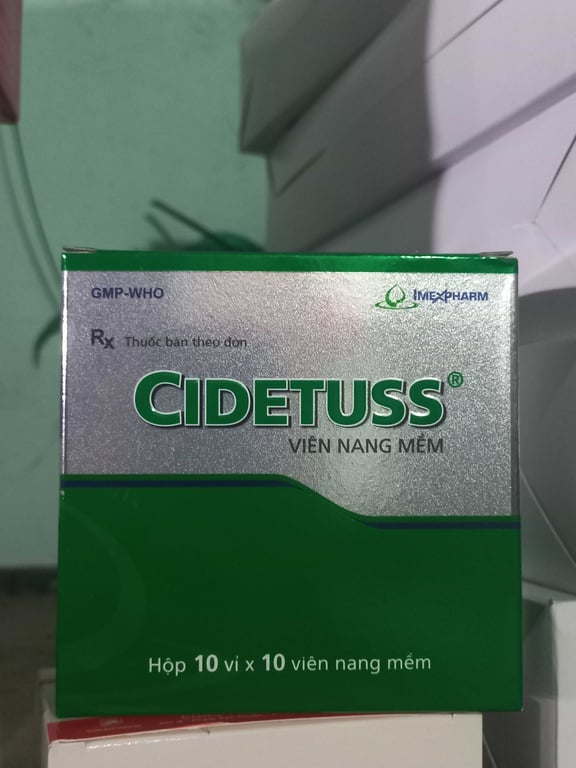 GMP-WHO
IMEXPHARM
Rx Thuốc bán theo đơn
CIDETUSS®
VIÊN NANG MỀM
Hộp 10 vỉ x 10 viên nang mềm